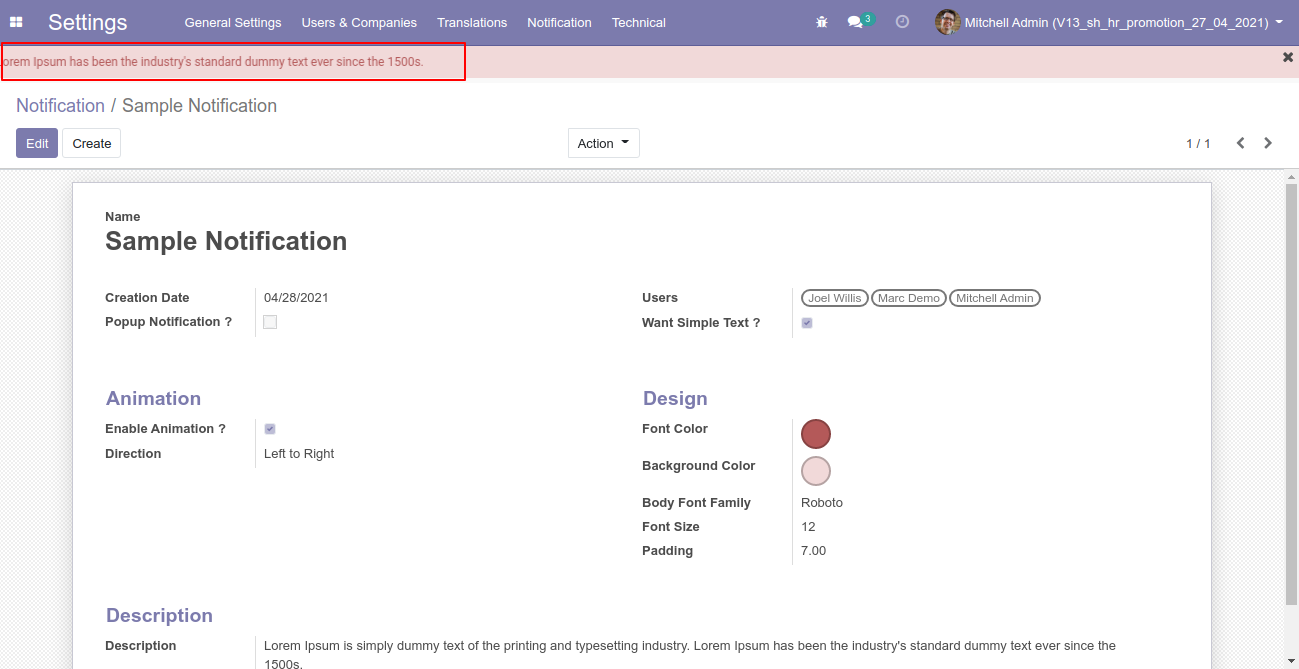 Settings General Settings Users & Companies Translations Notification Technical 3 Mitchell Admin (V13_sh_hr_promotion_27_04_2021)
orem Ipsum has been the industry's standard dummy text ever since the 1500s.
Notification / Sample Notification
Edit Create Action 1 / 1
Name
Sample Notification
Creation Date 04/28/2021 Users Joel Willis Marc Demo Mitchell Admin
Popup Notification ? Want Simple Text ?
Animation Design
Enable Animation ? Font Color
Direction Left to Right
Background Color
Body Font Family Roboto
Font Size 12
Padding 7.00
Description
Description Lorem Ipsum is simply dummy text of the printing and typesetting industry. Lorem Ipsum has been the industry's standard dummy text ever since the
1500s.